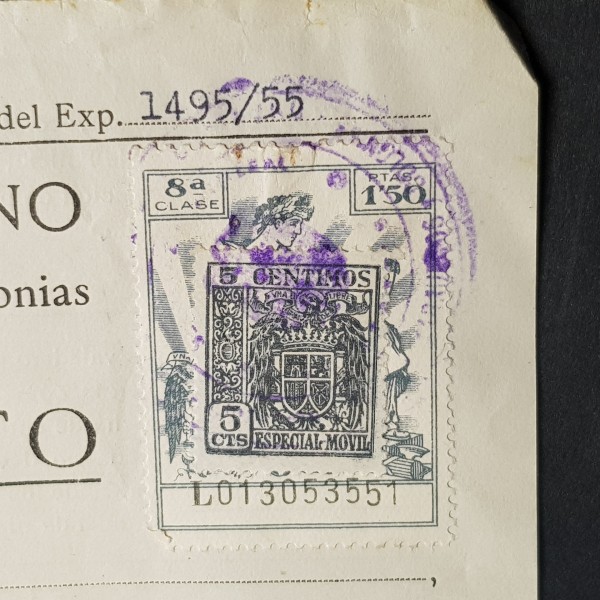 del Exp. 1495/55
NO
onias
TO
8ª
CLASE
PTAS.
1'50
5 CENTIMOS
5
CTS
ESPECIAL-MOVIL
L013053551